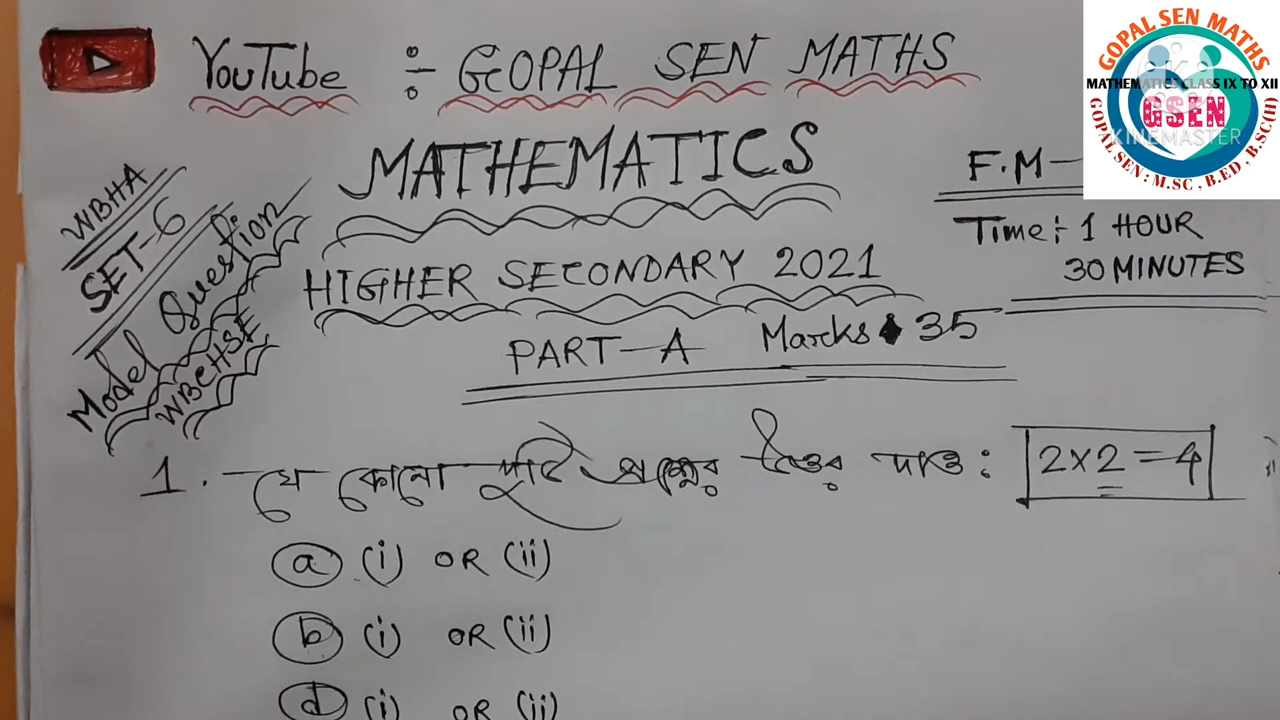 YouTube ÷ GOPAL SEN MATHS
MATHEMATICS
WBHA
SET-6
Model Question
WBCHSE
F.M—
Time: 1 HOUR
30 MINUTES
HIGHER SECONDARY 2021
PART-A Marks 35
1. যে কোনো দুটি প্রশ্নের উত্তর দাও : 2×2=4
(a) (i) OR (ii)
(b) (i) OR (ii)
(d) (i) OR (ii)
GOPAL SEN MATHS
MATHEMATICS CLASS IX TO XII
GSEN
KINEMASTER
GOPAL SEN : M.SC , B.ED , B.SC(H)